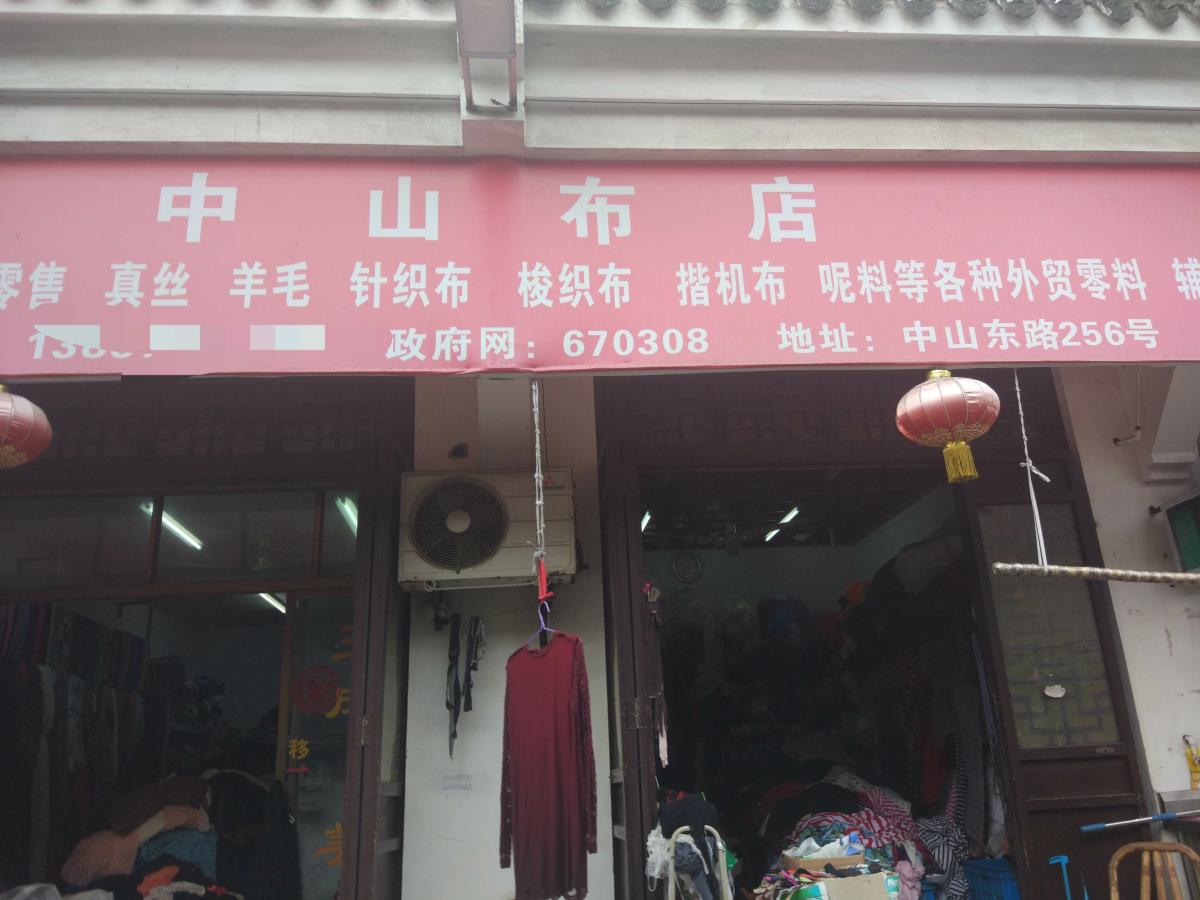 中山布店
零售 真丝 羊毛 针织布 梭织布 揩机布 呢料等各种外贸零料 辅
政府网：670308 地址：中山东路256号
移